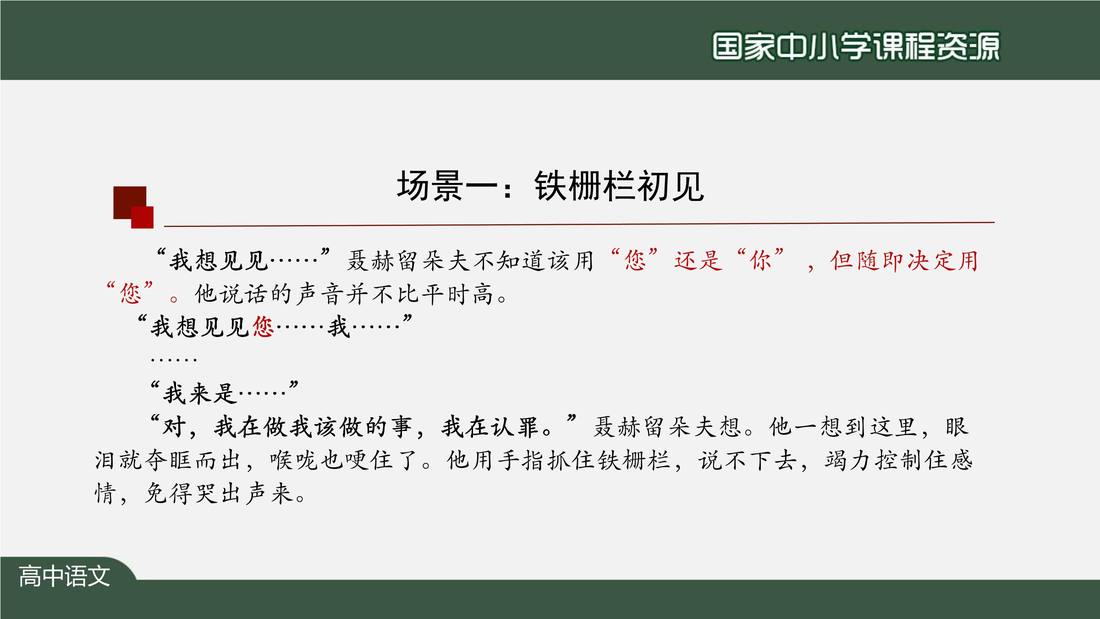 国家中小学课程资源
场景一：铁栅栏初见
“我想见见……”聂赫留朵夫不知道该用“您”还是“你”，但随即决定用
“您”。他说话的声音并不比平时高。
“我想见见您……我……”
……
“我来是……”
“对，我在做我该做的事，我在认罪。”聂赫留朵夫想。他一想到这里，眼
泪就夺眶而出，喉咙也哽住了。他用手指抓住铁栅栏，说不下去，竭力控制住感
情，免得哭出声来。
高中语文